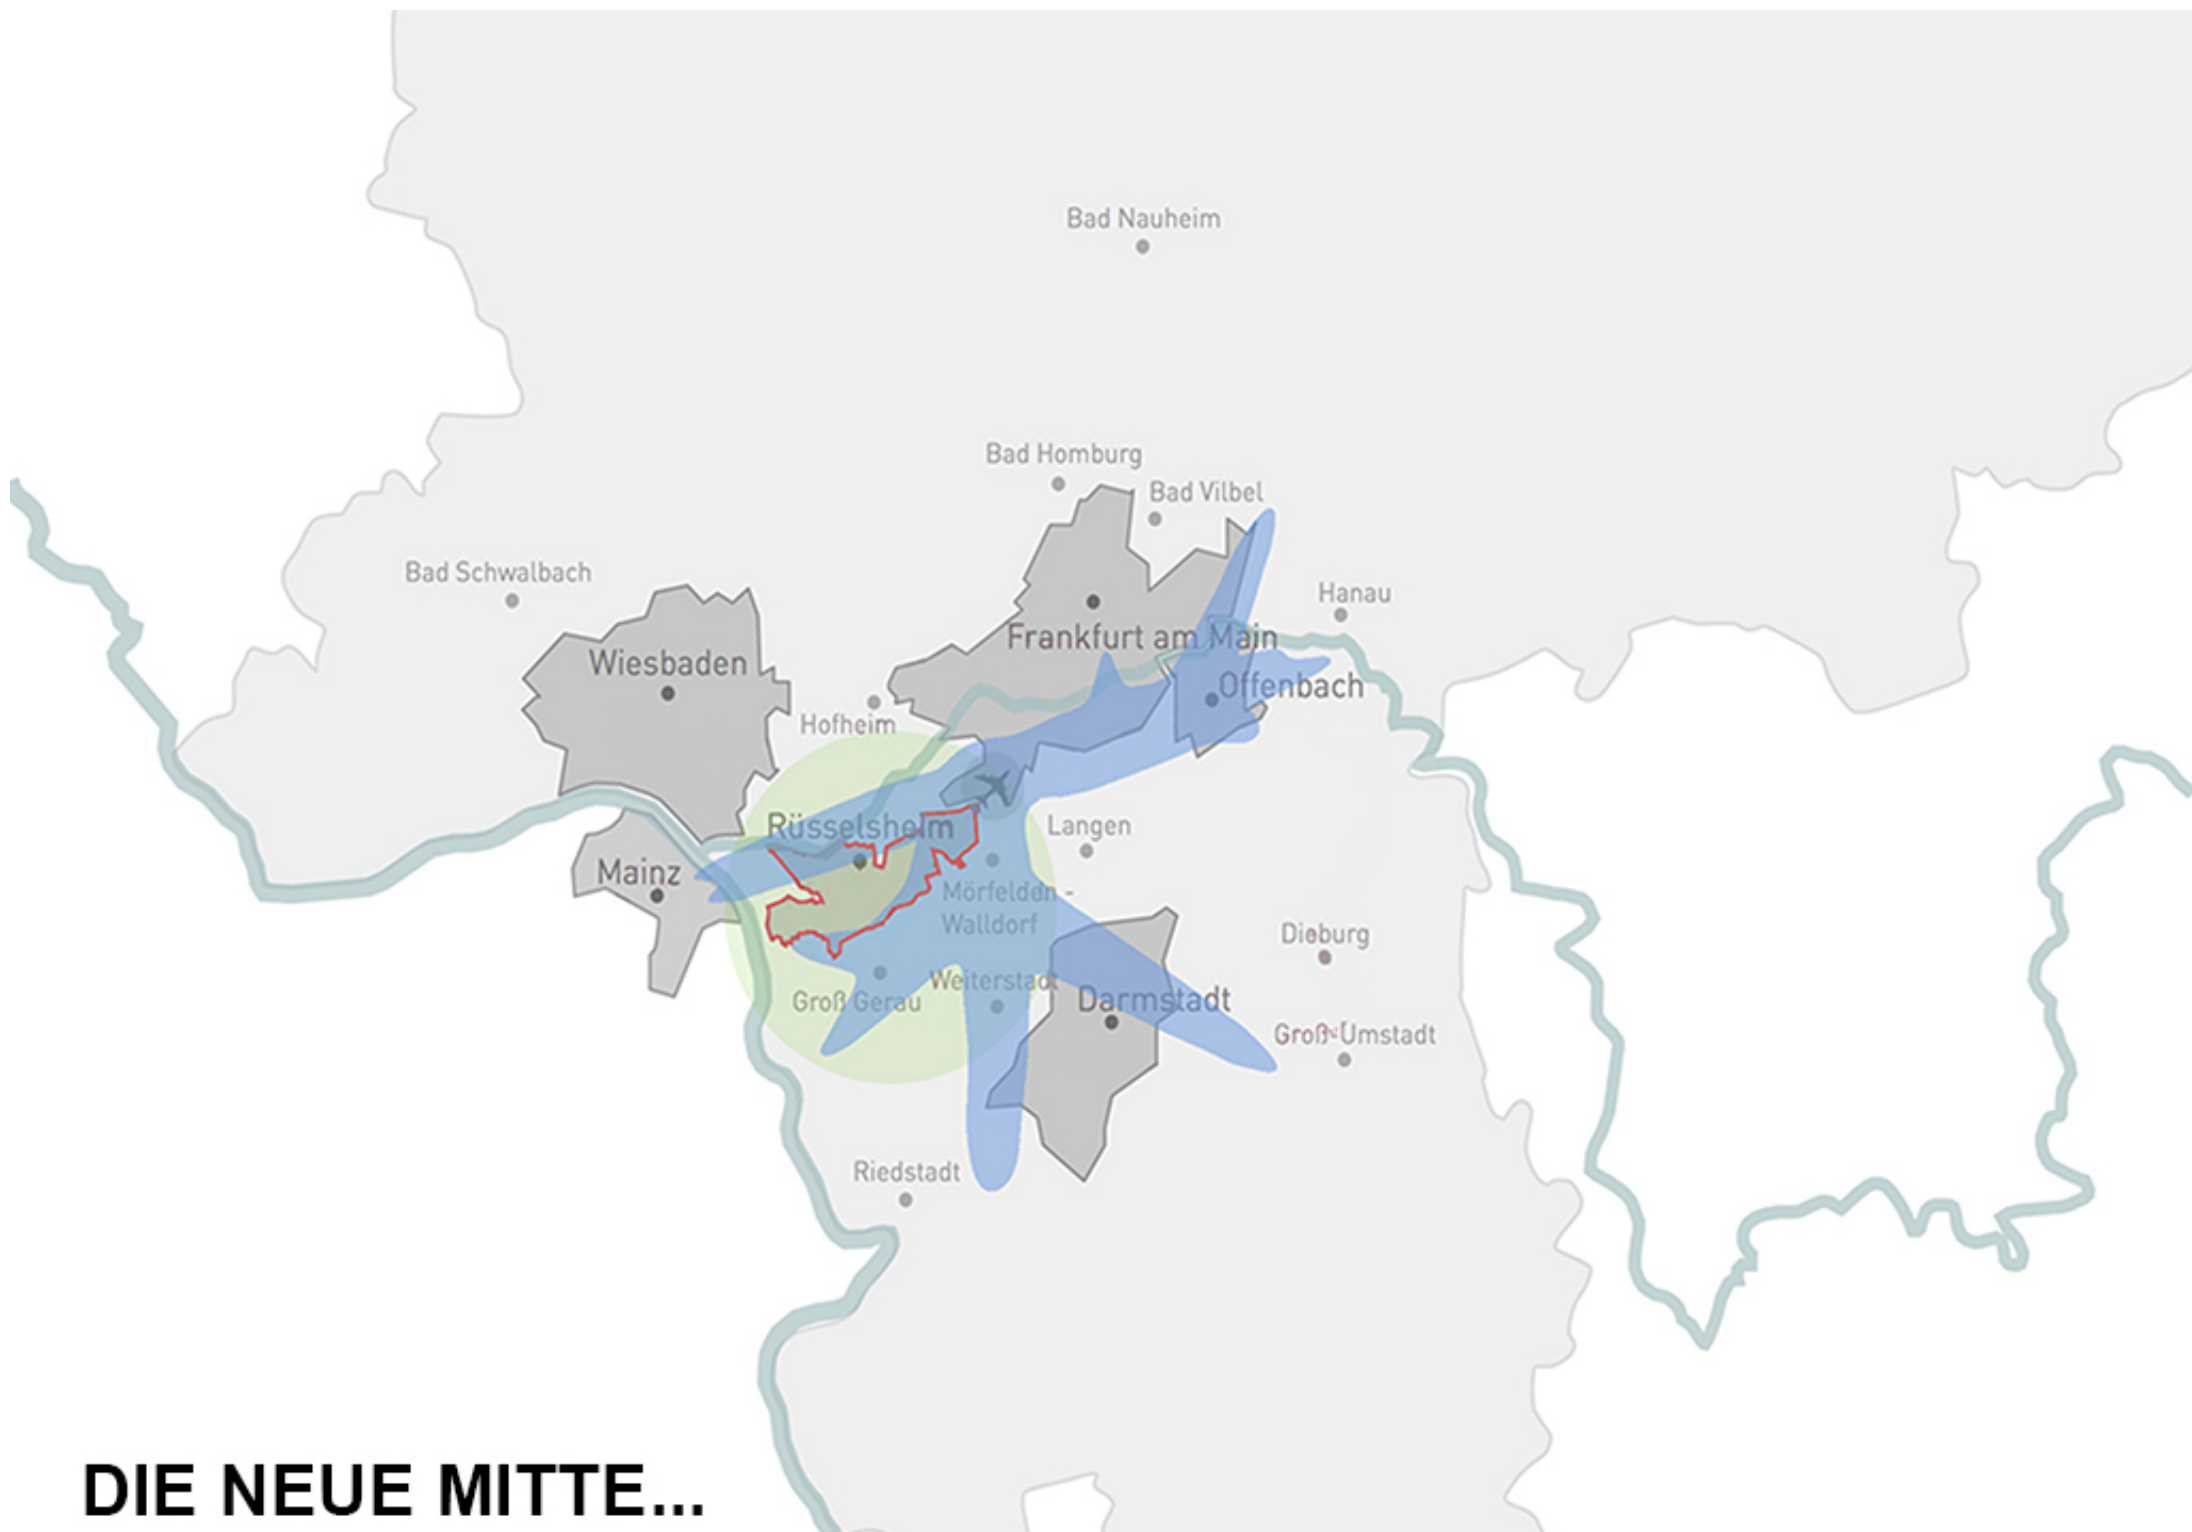 Bad Nauheim
Bad Homburg
Bad Vilbel
Bad Schwalbach
Hanau
Frankfurt am Main
Wiesbaden
Offenbach
Hofheim
Rüsselsheim
Langen
Mainz
Mörfelden -
Walldorf
Dieburg
Weiterstadt
Groß Gerau
Darmstadt
Groß-Umstadt
Riedstadt
DIE NEUE MITTE...